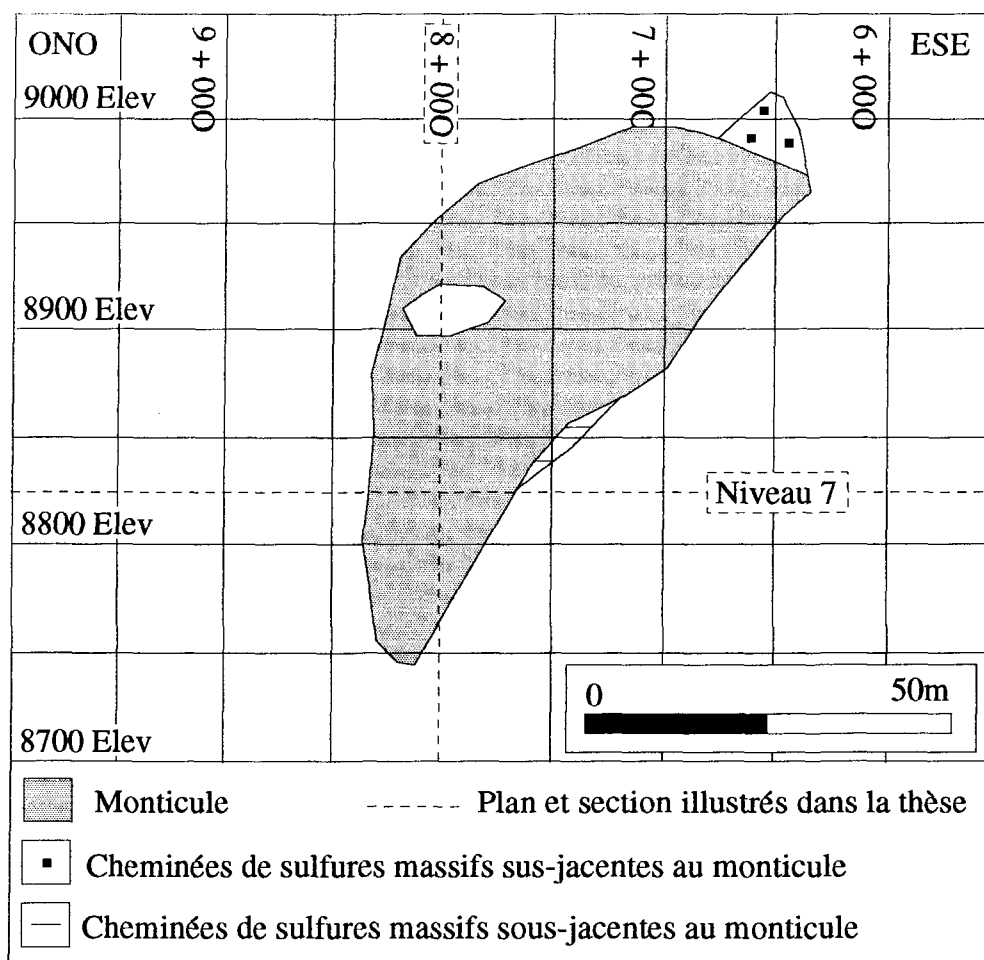 ONO
9+000
8+000
7+000
6+000
ESE
9000 Elev
8900 Elev
Niveau 7
8800 Elev
0
50m
8700 Elev
Monticule
Plan et section illustrés dans la thèse
Cheminées de sulfures massifs sus-jacentes au monticule
Cheminées de sulfures massifs sous-jacentes au monticule